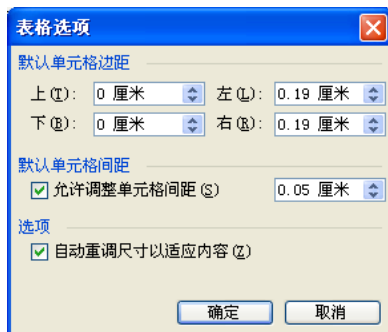 表格选项
默认单元格边距
上(T): 0 厘米 左(L): 0.19 厘米
下(B): 0 厘米 右(R): 0.19 厘米
默认单元格间距
允许调整单元格间距(S) 0.05 厘米
选项
自动重调尺寸以适应内容(Z)
确定 取消